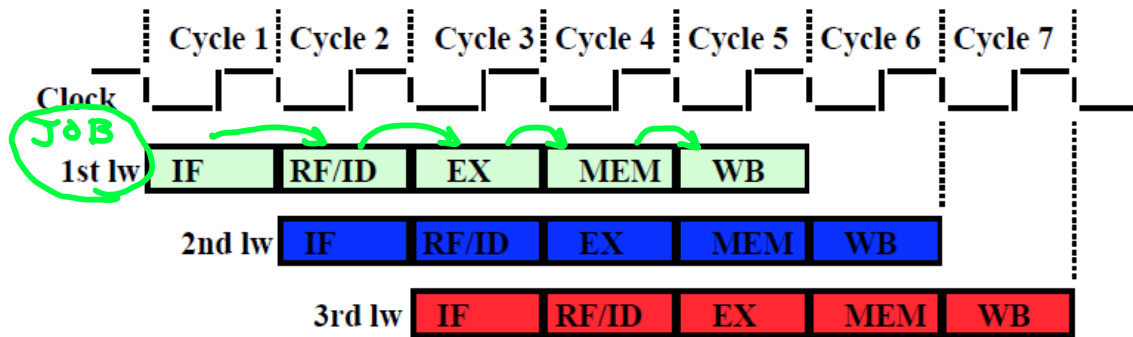 Cycle 1 Cycle 2 Cycle 3 Cycle 4 Cycle 5 Cycle 6 Cycle 7
Clock
JOB
1st lw IF RF/ID EX MEM WB
2nd lw IF RF/ID EX MEM WB
3rd lw IF RF/ID EX MEM WB